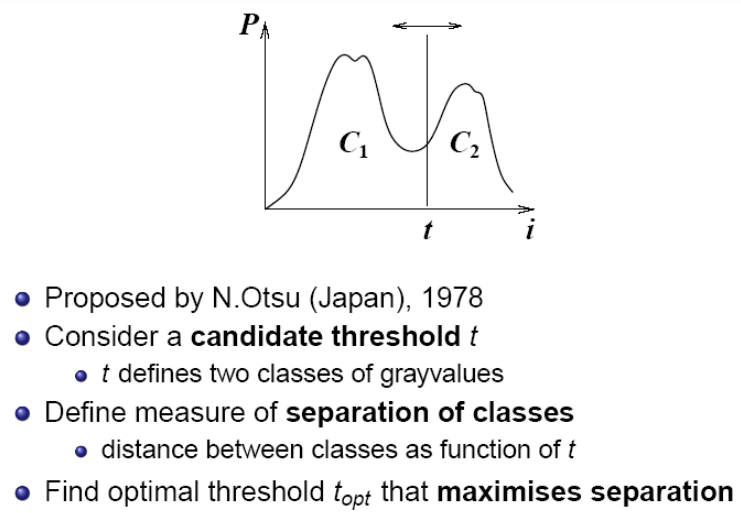 P
C1
C2
t
i
Proposed by N.Otsu (Japan), 1978
Consider a candidate threshold t
t defines two classes of grayvalues
Define measure of separation of classes
distance between classes as function of t
Find optimal threshold topt that maximises separation